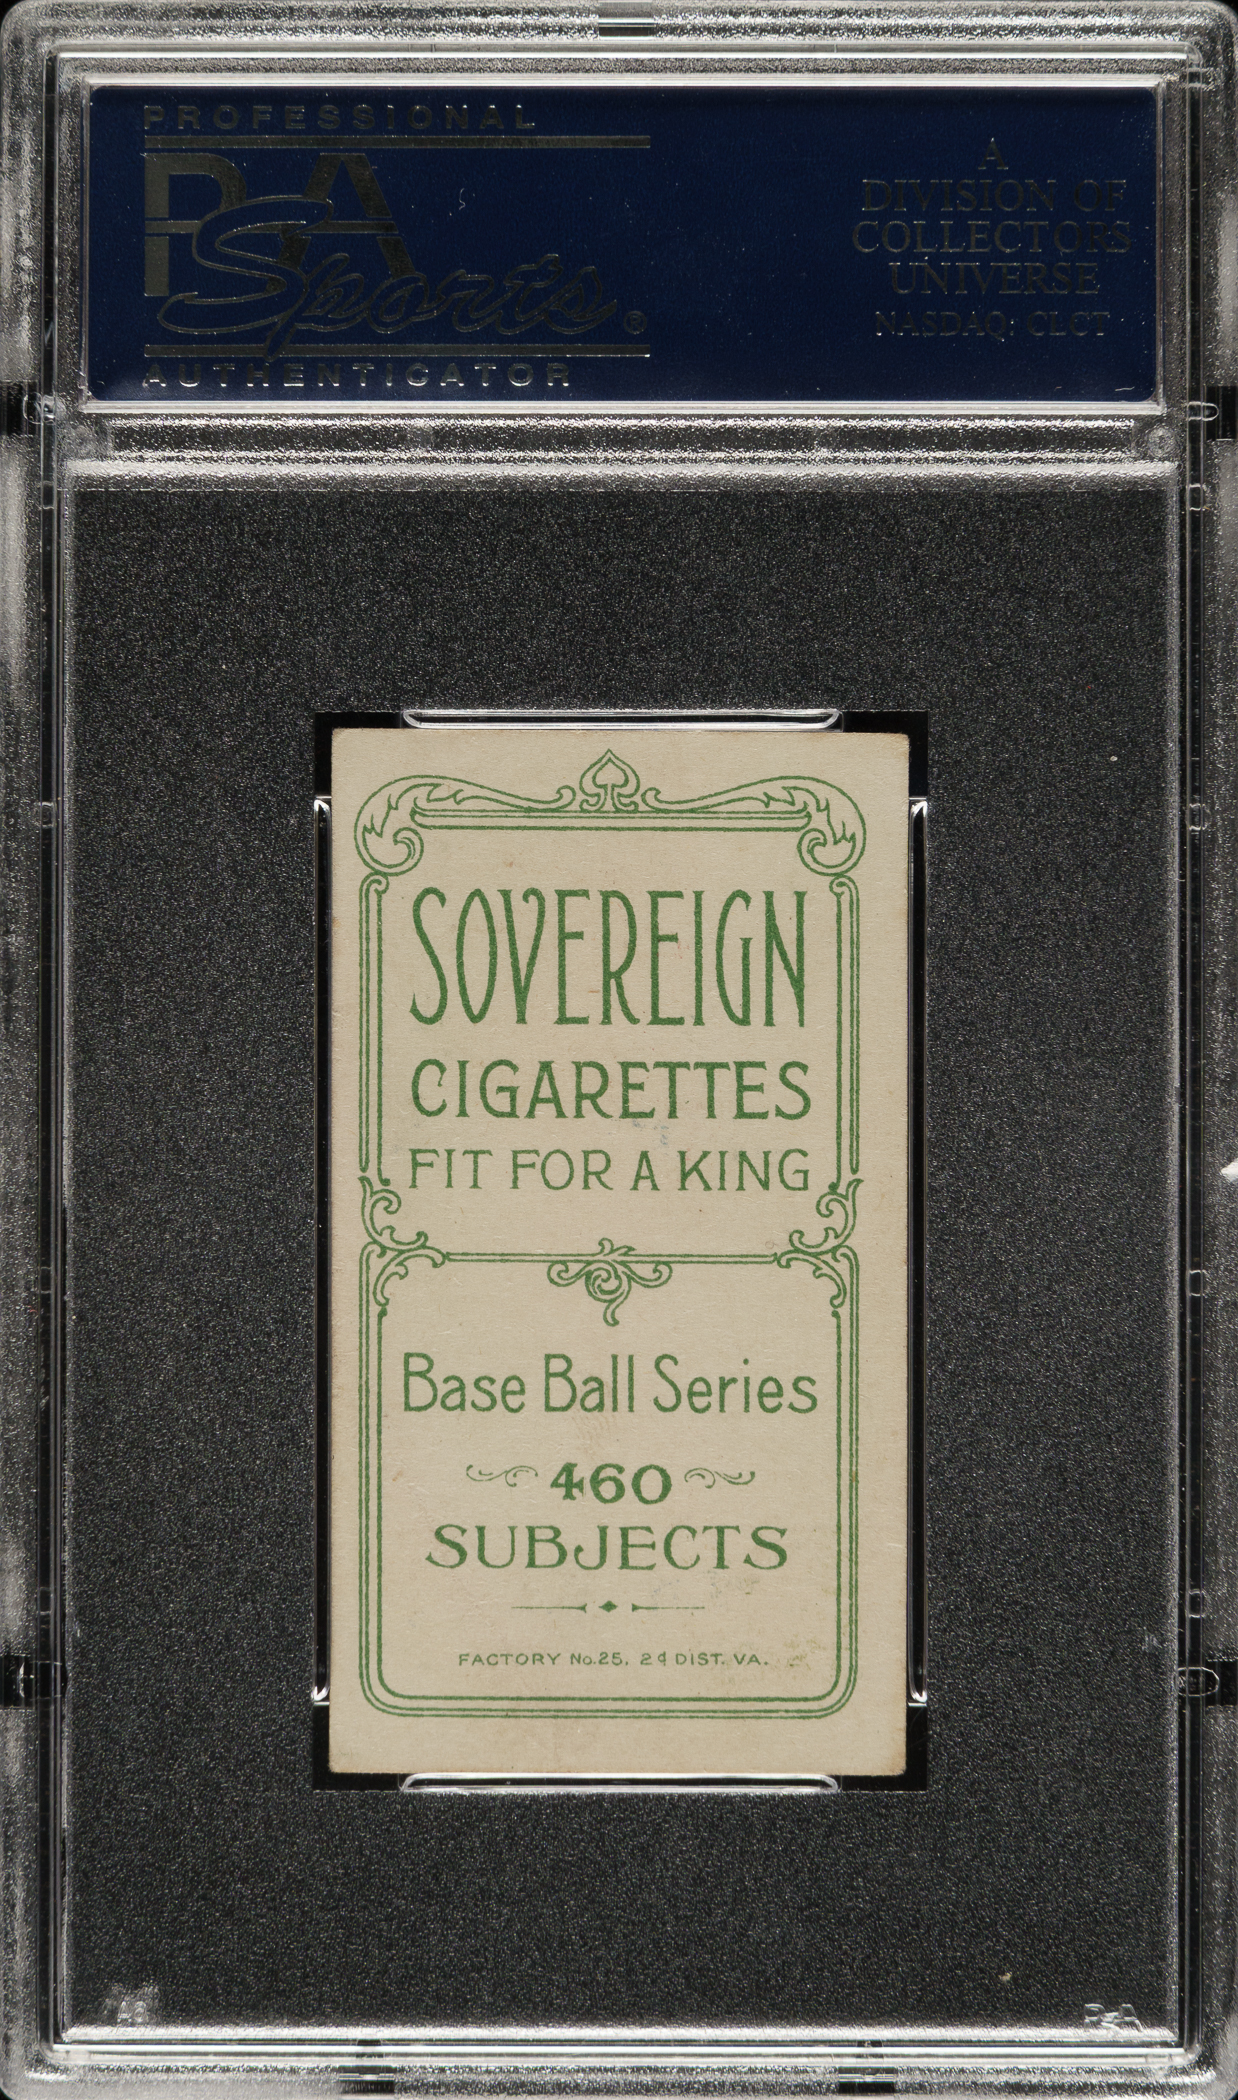 PROFESSIONAL
PSA
Sports ®
AUTHENTICATOR
A
DIVISION OF
COLLECTORS
UNIVERSE
NASDAQ: CLCT
SOVEREIGN
CIGARETTES
FIT FOR A KING
Base Ball Series
460
SUBJECTS
FACTORY No.25, 2d DIST. VA.
PSA